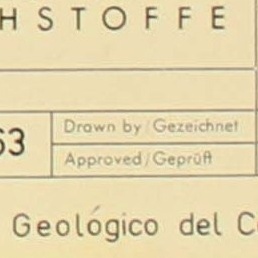 HSTOFFE
63
Drawn by / Gezeichnet
Approved / Geprüft
Geológico del C